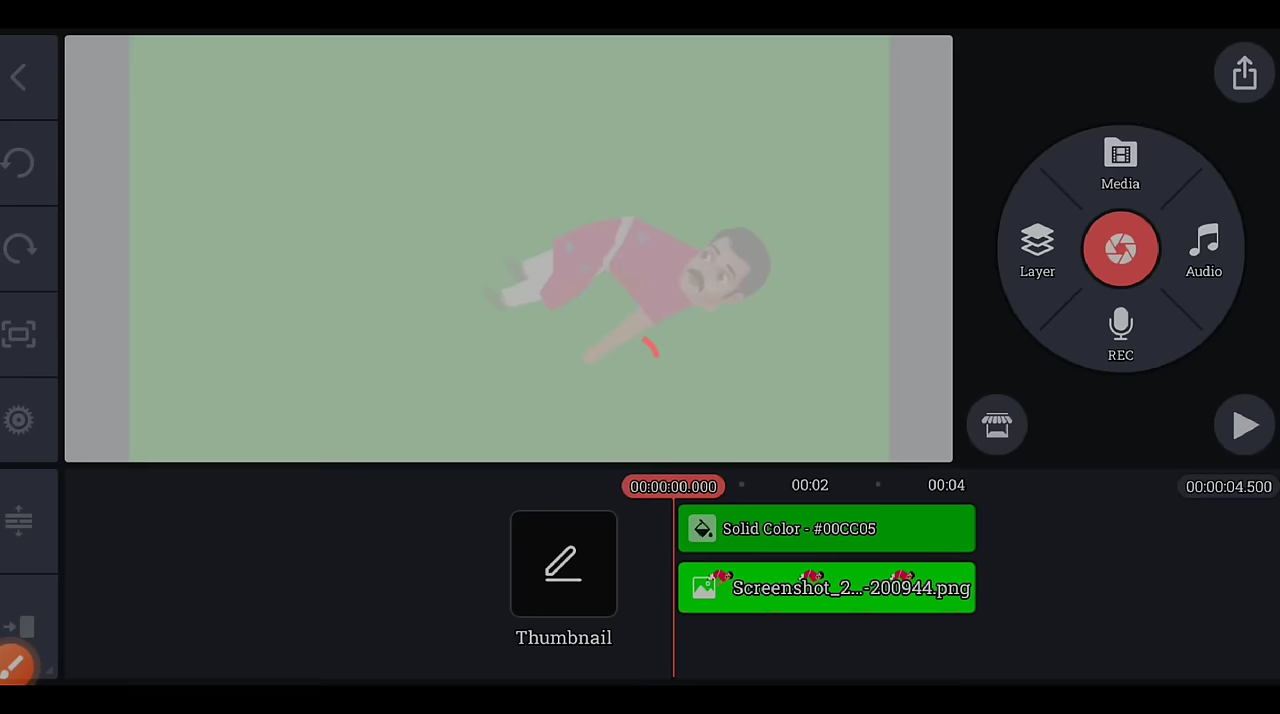 Media
Layer
Audio
REC
00:00:00.000
00:02
00:04
00:00:04.500
Solid Color - #00CC05
Screenshot_2...-200944.png
Thumbnail